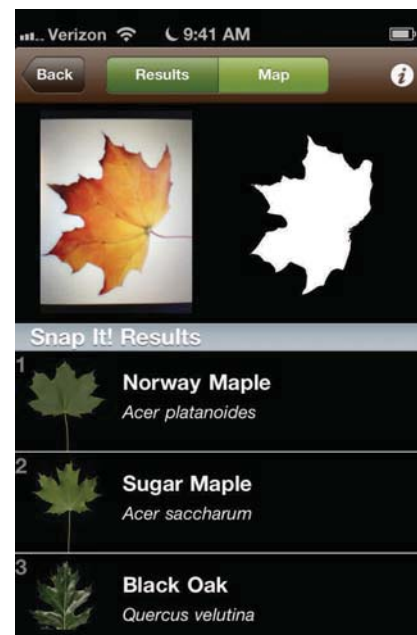 Verizon 9:41 AM
Back Results Map i
Snap It! Results
1
Norway Maple
Acer platanoides
2
Sugar Maple
Acer saccharum
3
Black Oak
Quercus velutina